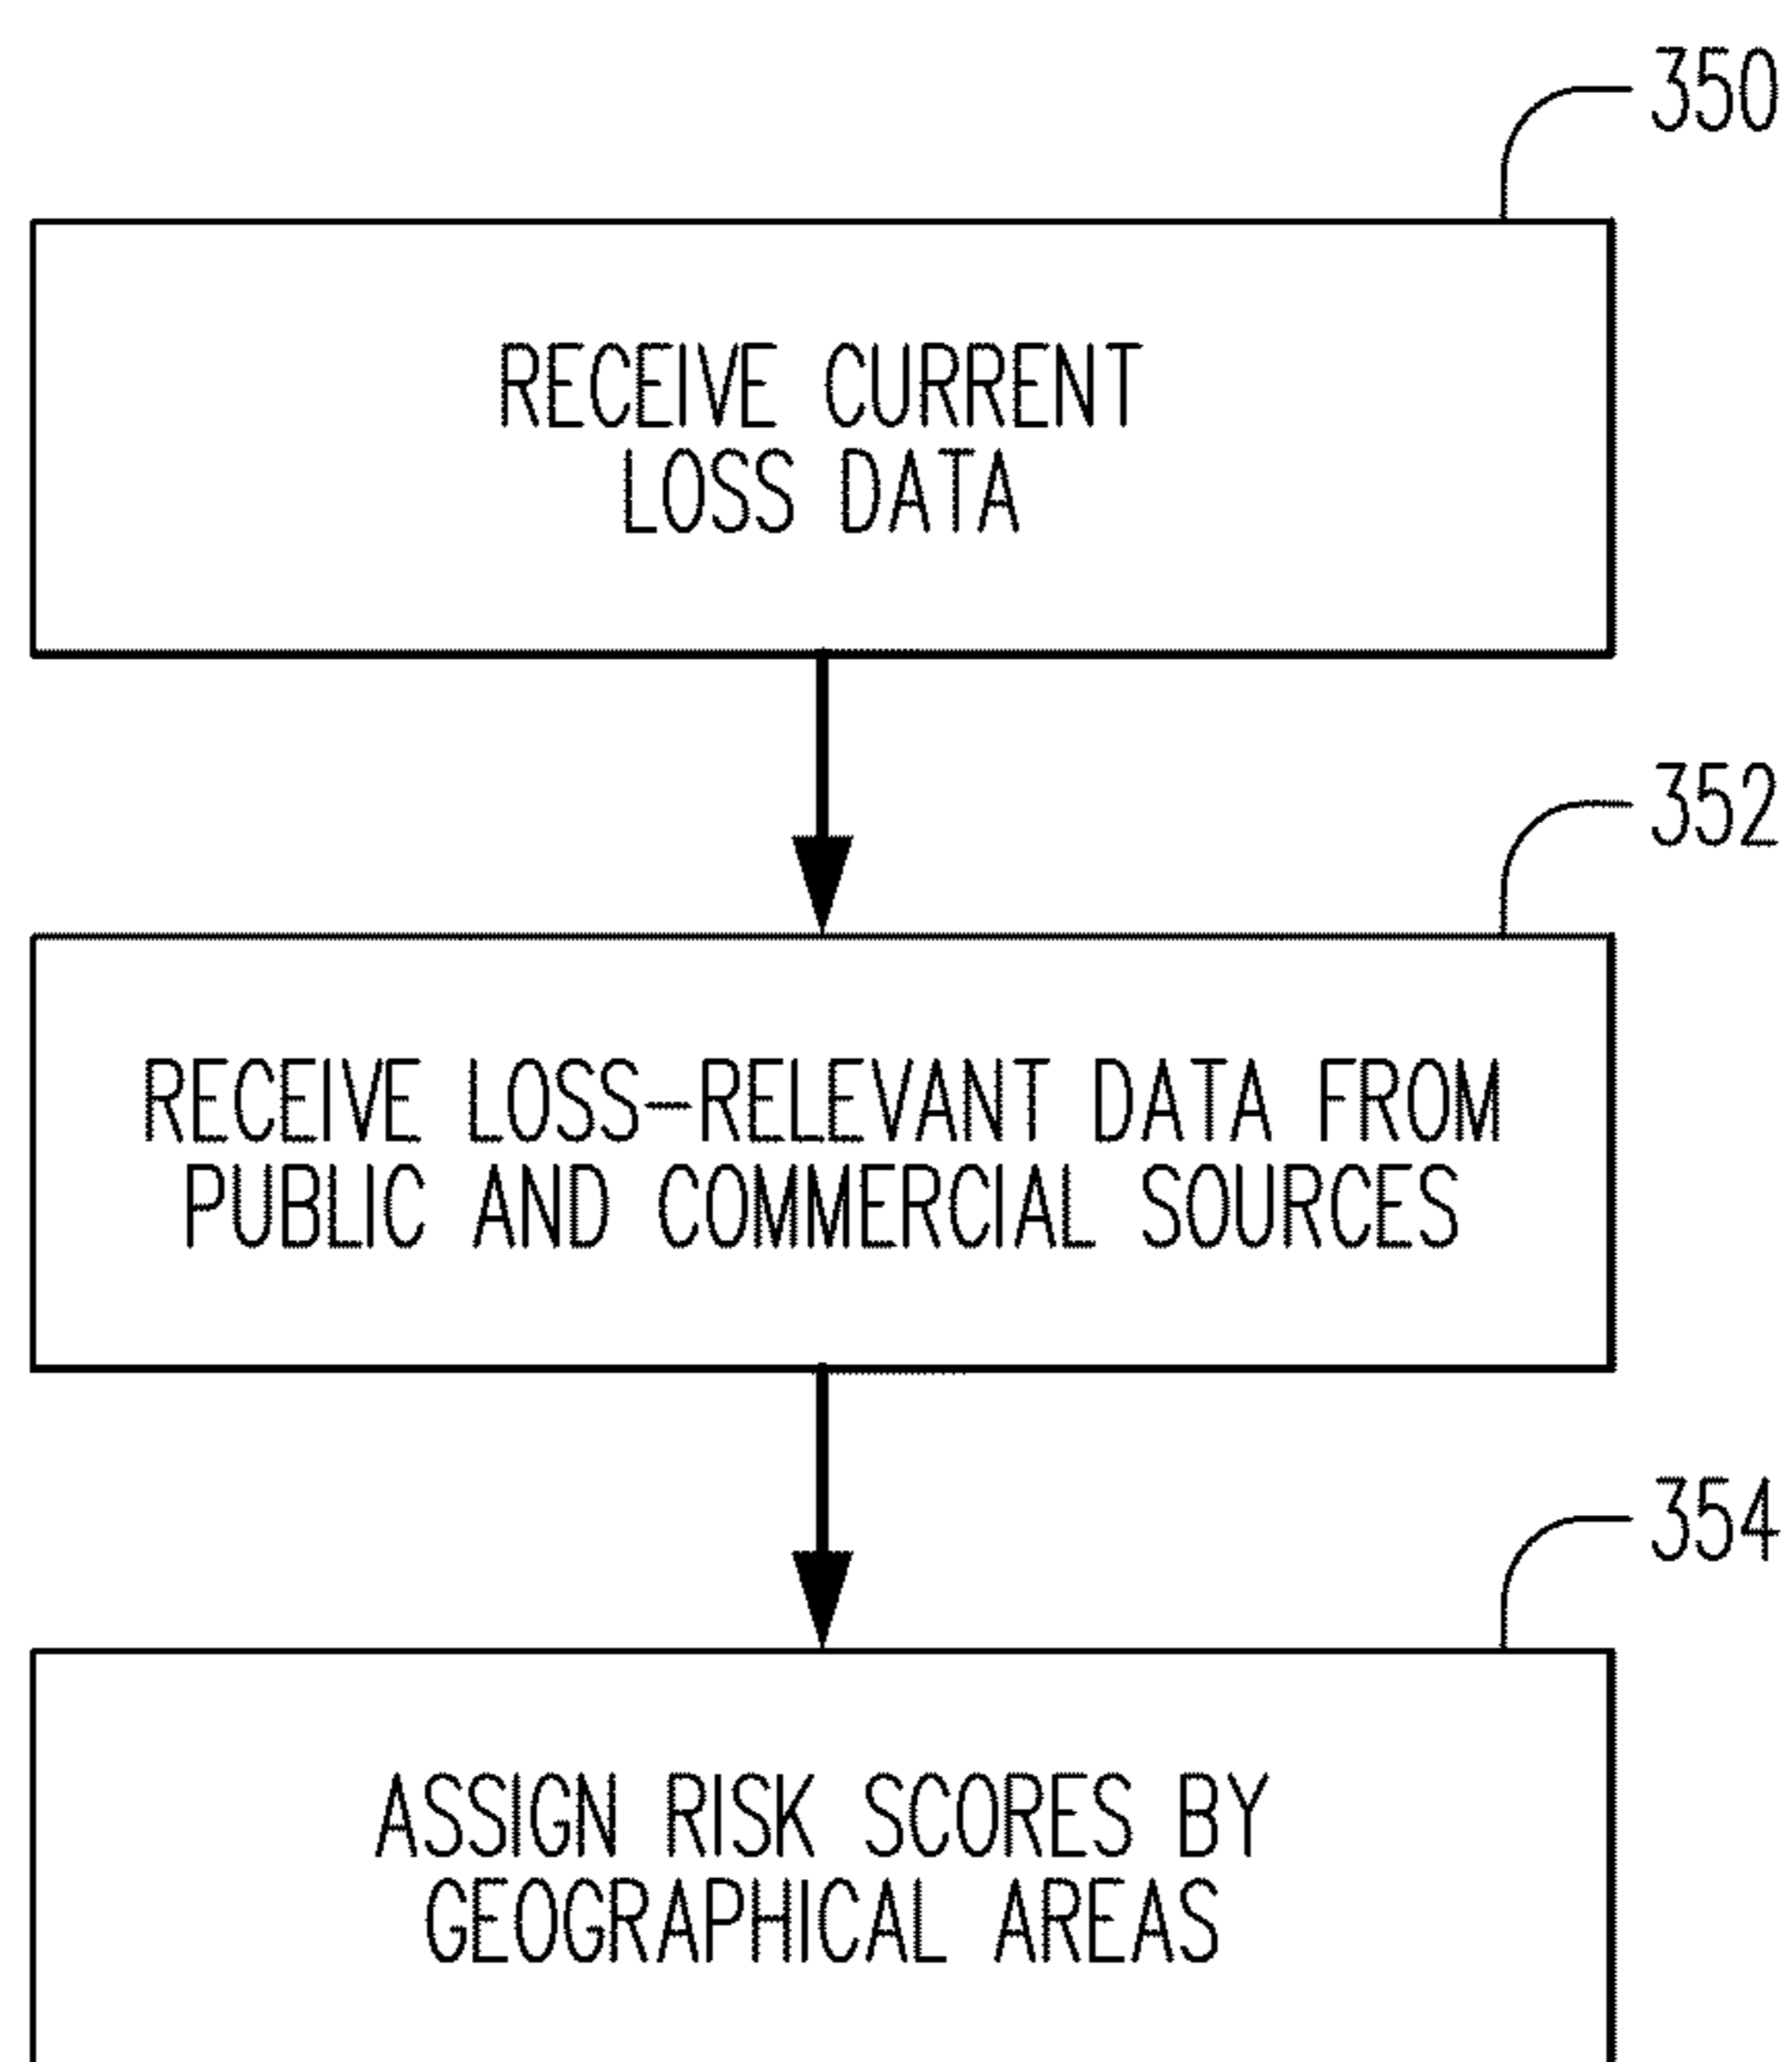 350
RECEIVE CURRENT
LOSS DATA
352
RECEIVE LOSS-RELEVANT DATA FROM
PUBLIC AND COMMERCIAL SOURCES
354
ASSIGN RISK SCORES BY
GEOGRAPHICAL AREAS